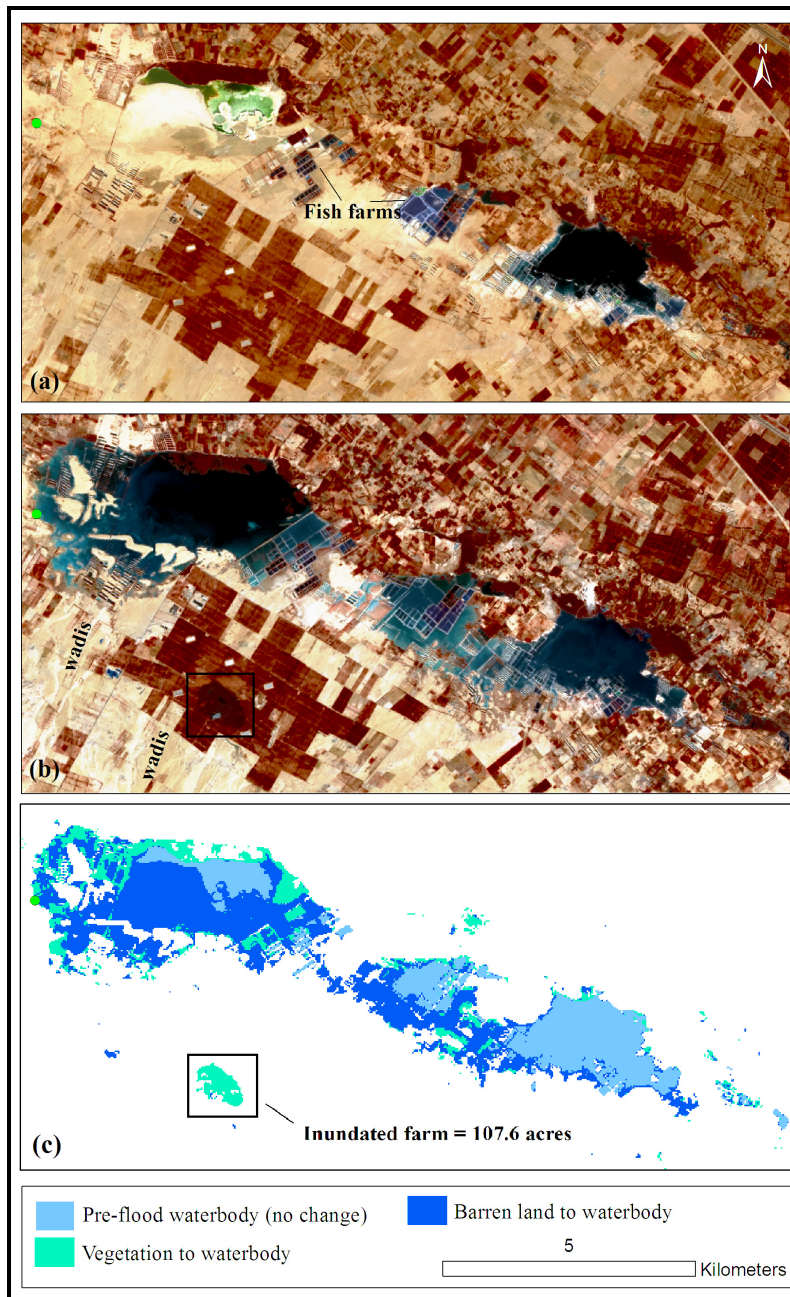 N
Fish farms
(a)
wadis
wadis
(b)
Inundated farm = 107.6 acres
(c)
Pre-flood waterbody (no change)
Barren land to waterbody
Vegetation to waterbody
5
Kilometers